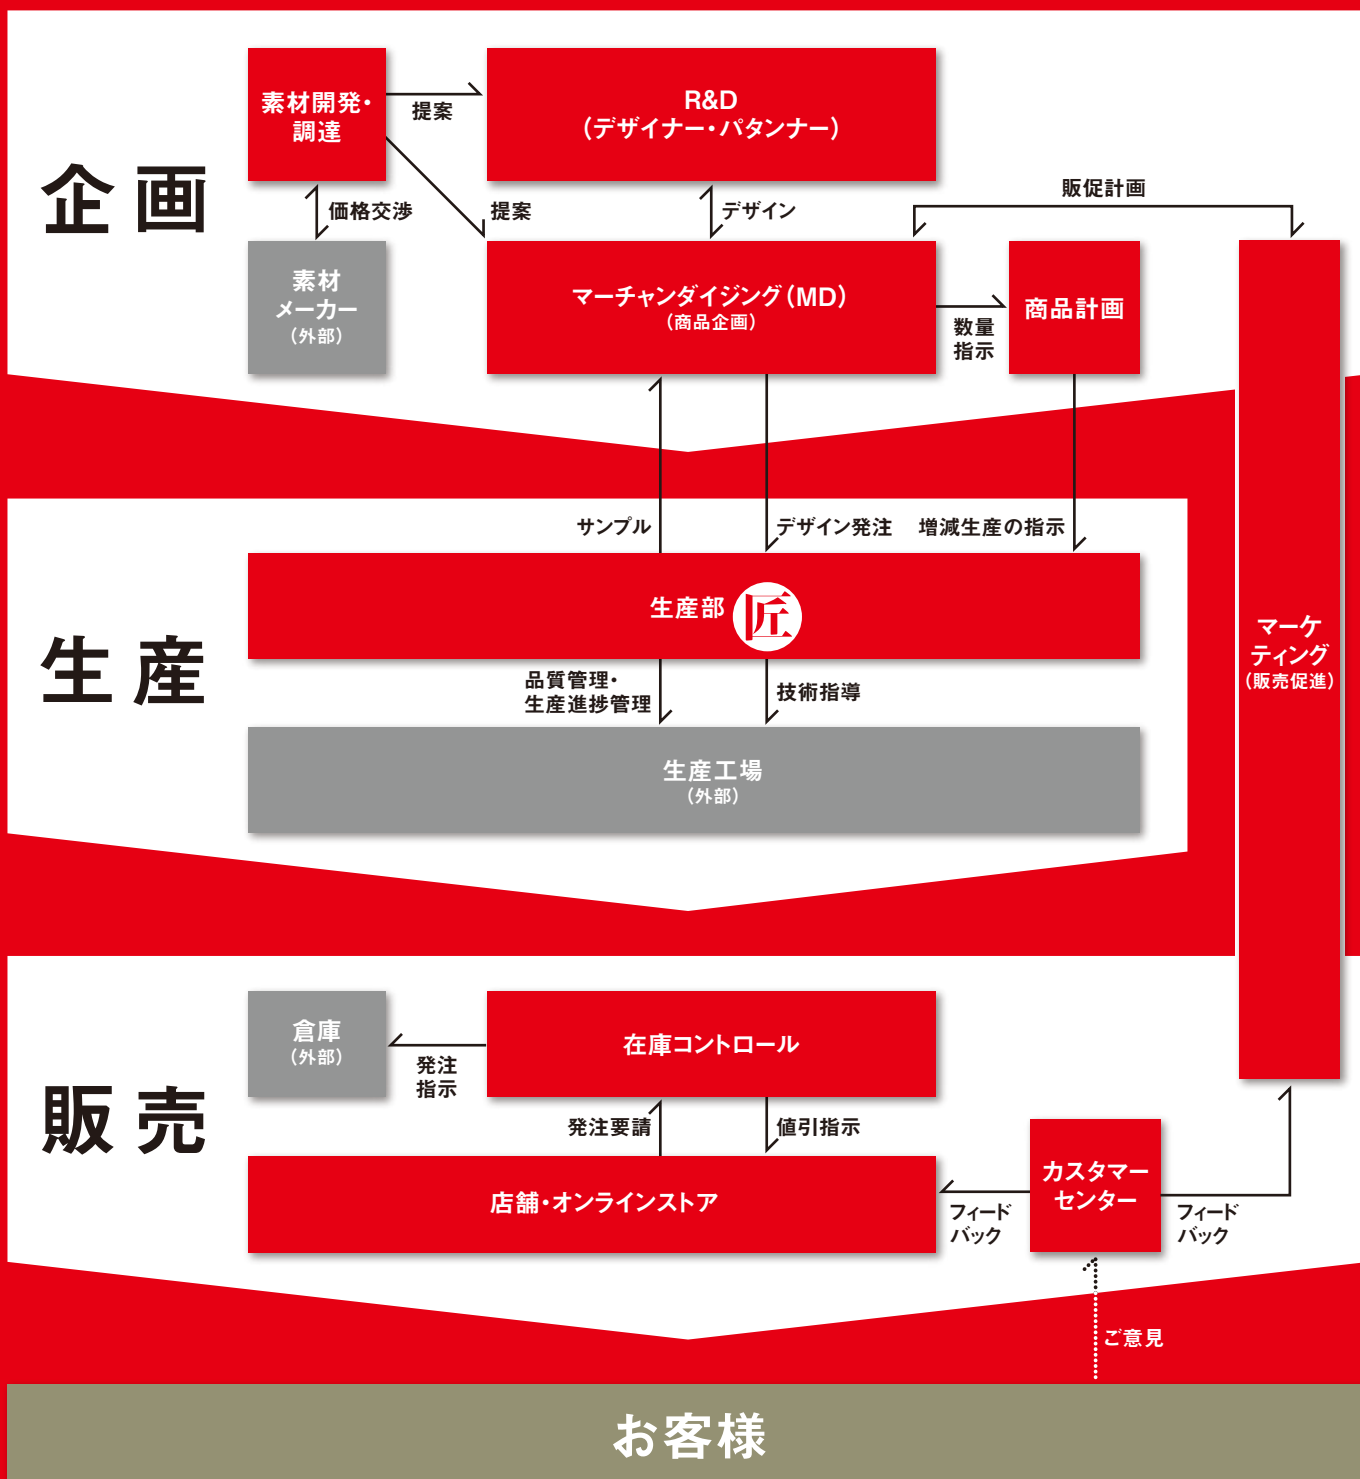 企画
素材開発・
調達
提案
R&D
(デザイナー・パタンナー)
価格交渉
提案
デザイン
販促計画
素材
メーカー
(外部)
マーチャンダイジング(MD)
(商品企画)
数量
指示
商品計画
サンプル
デザイン発注
増減生産の指示
生産
生産部
匠
品質管理・
生産進捗管理
技術指導
生産工場
(外部)
マーケ
ティング
(販売促進)
販売
倉庫
(外部)
発注
指示
在庫コントロール
発注要請
値引指示
店舗・オンラインストア
フィード
バック
カスタマー
センター
フィード
バック
ご意見
お客様